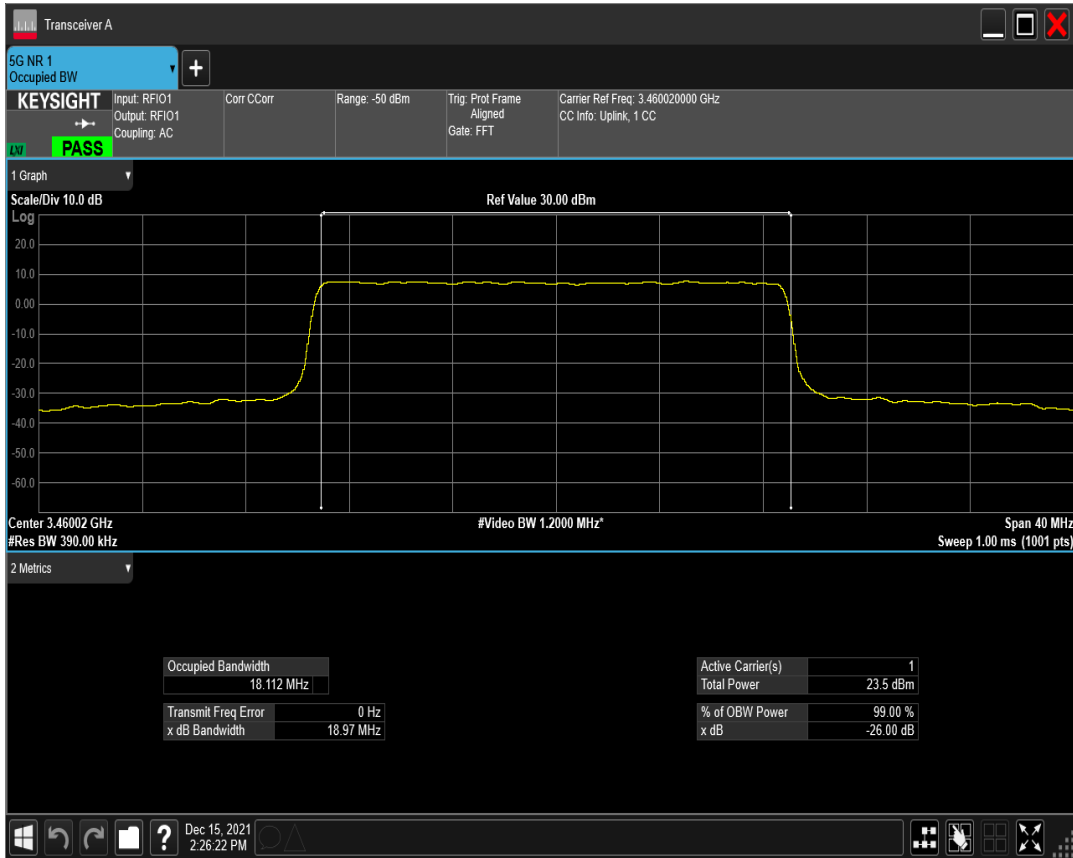 Transceiver A
5G NR 1
Occupied BW
KEYSIGHT
LXI
PASS
Input: RFIO1
Output: RFIO1
Coupling: AC
Corr CCorr
Range: -50 dBm
Trig: Prot Frame
Aligned
Gate: FFT
Carrier Ref Freq: 3.460020000 GHz
CC Info: Uplink, 1 CC
1 Graph
Scale/Div 10.0 dB
Ref Value 30.00 dBm
Log
20.0
10.0
0.00
-10.0
-20.0
-30.0
-40.0
-50.0
-60.0
Center 3.46002 GHz
#Video BW 1.2000 MHz*
Span 40 MHz
#Res BW 390.00 kHz
Sweep 1.00 ms (1001 pts)
2 Metrics
Occupied Bandwidth
18.112 MHz
Transmit Freq Error 0 Hz
x dB Bandwidth 18.97 MHz
Active Carrier(s) 1
Total Power 23.5 dBm
% of OBW Power 99.00 %
x dB -26.00 dB
?
Dec 15, 2021
2:26:22 PM